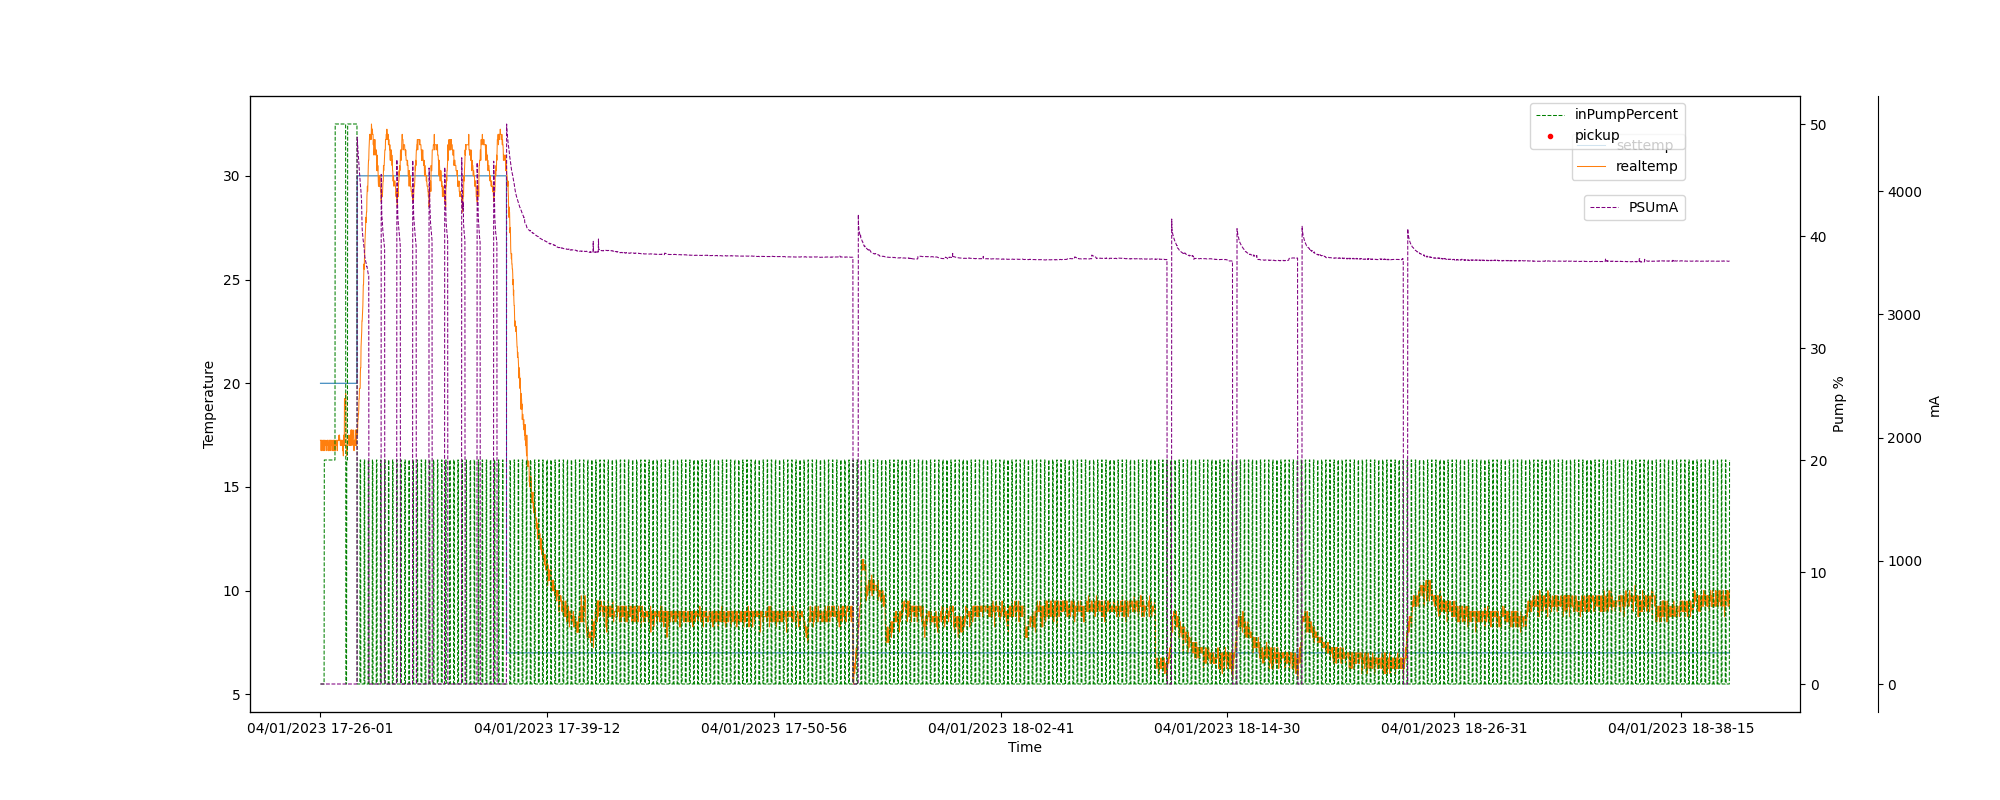 inPumpPercent
pickup
settemp
realtemp
PSUmA
Temperature
30
25
20
15
10
5
50
40
30
20
10
0
Pump %
4000
3000
2000
1000
0
mA
04/01/2023 17-26-01
04/01/2023 17-39-12
04/01/2023 17-50-56
04/01/2023 18-02-41
04/01/2023 18-14-30
04/01/2023 18-26-31
04/01/2023 18-38-15
Time